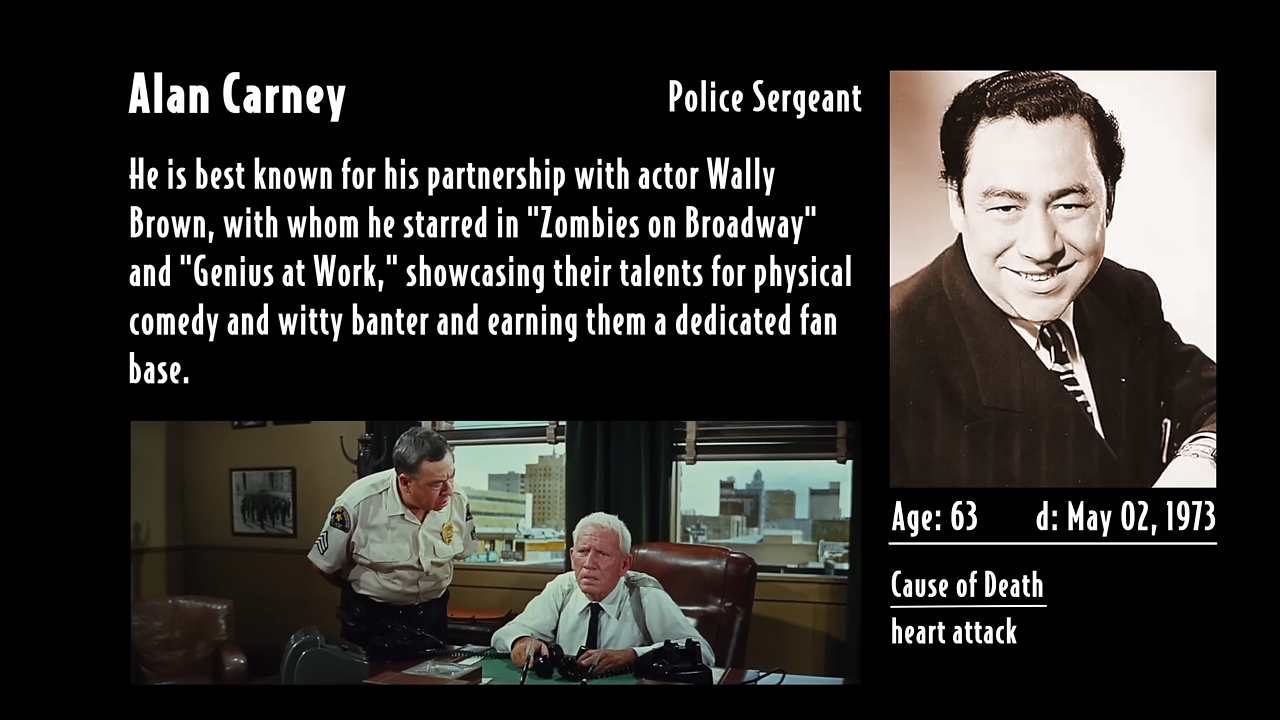 Alan Carney
Police Sergeant
He is best known for his partnership with actor Wally
Brown, with whom he starred in "Zombies on Broadway"
and "Genius at Work," showcasing their talents for physical
comedy and witty banter and earning them a dedicated fan
base.
Age: 63
d: May 02, 1973
Cause of Death
heart attack